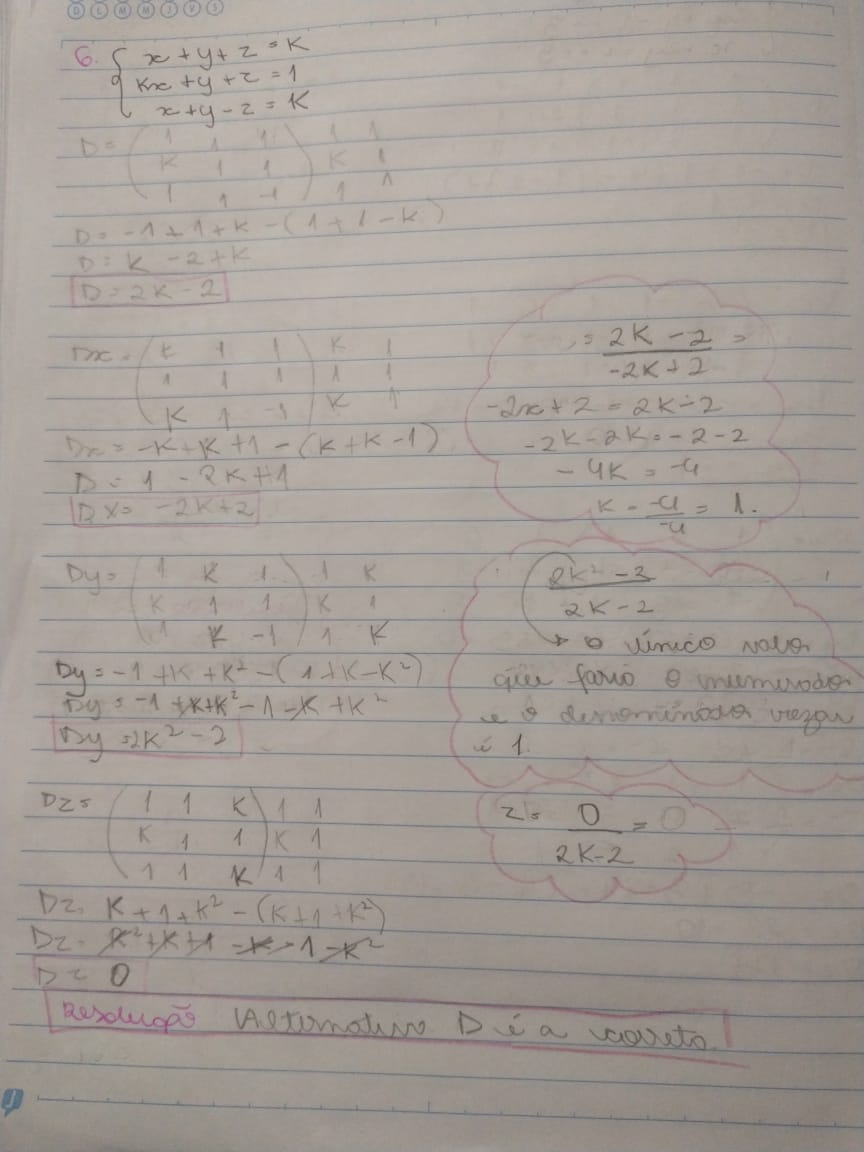 D L M M J V S
6. { x + y + z = K
Kx + y + z = 1
x + y - z = K
D = ( 1 1 1 ) 1 1
K 1 1 K 1
1 1 -1 1 1
D = -1 + 1 + K - (1 + 1 - K)
D = K - 2 + K
D = 2K - 2
Dx = ( K 1 1 ) K 1
1 1 1 1 1
K 1 -1 K 1
Dx = -K + K + 1 - (K + K - 1)
D = 1 - 2K + 1
DX = -2K + 2
= 2K - 2 =
-2K + 2
-2x + 2 = 2K - 2
-2K - 2K = -2 - 2
- 4K = -4
K = -4 = 1.
-4
Dy = ( 1 K 1 ) 1 K
K 1 1 K 1
1 K -1 1 K
Dy = -1 + K + K² - (1 + K - K²)
Dy = -1 + K + K² - 1 - K + K²
Dy = 2K² - 2
2K² - 2
2K - 2
→ o único valor
que faria o numerador
e o denominador
é 1.
Dz = ( 1 1 K ) 1 1
K 1 1 K 1
1 1 K 1 1
Dz = K + 1 + K² - (K + 1 + K²)
Dz = K² + K + 1 - K - 1 - K²
Dz 0
z = 0 = 0
2K-2
Resolução Alternativa D é a correta